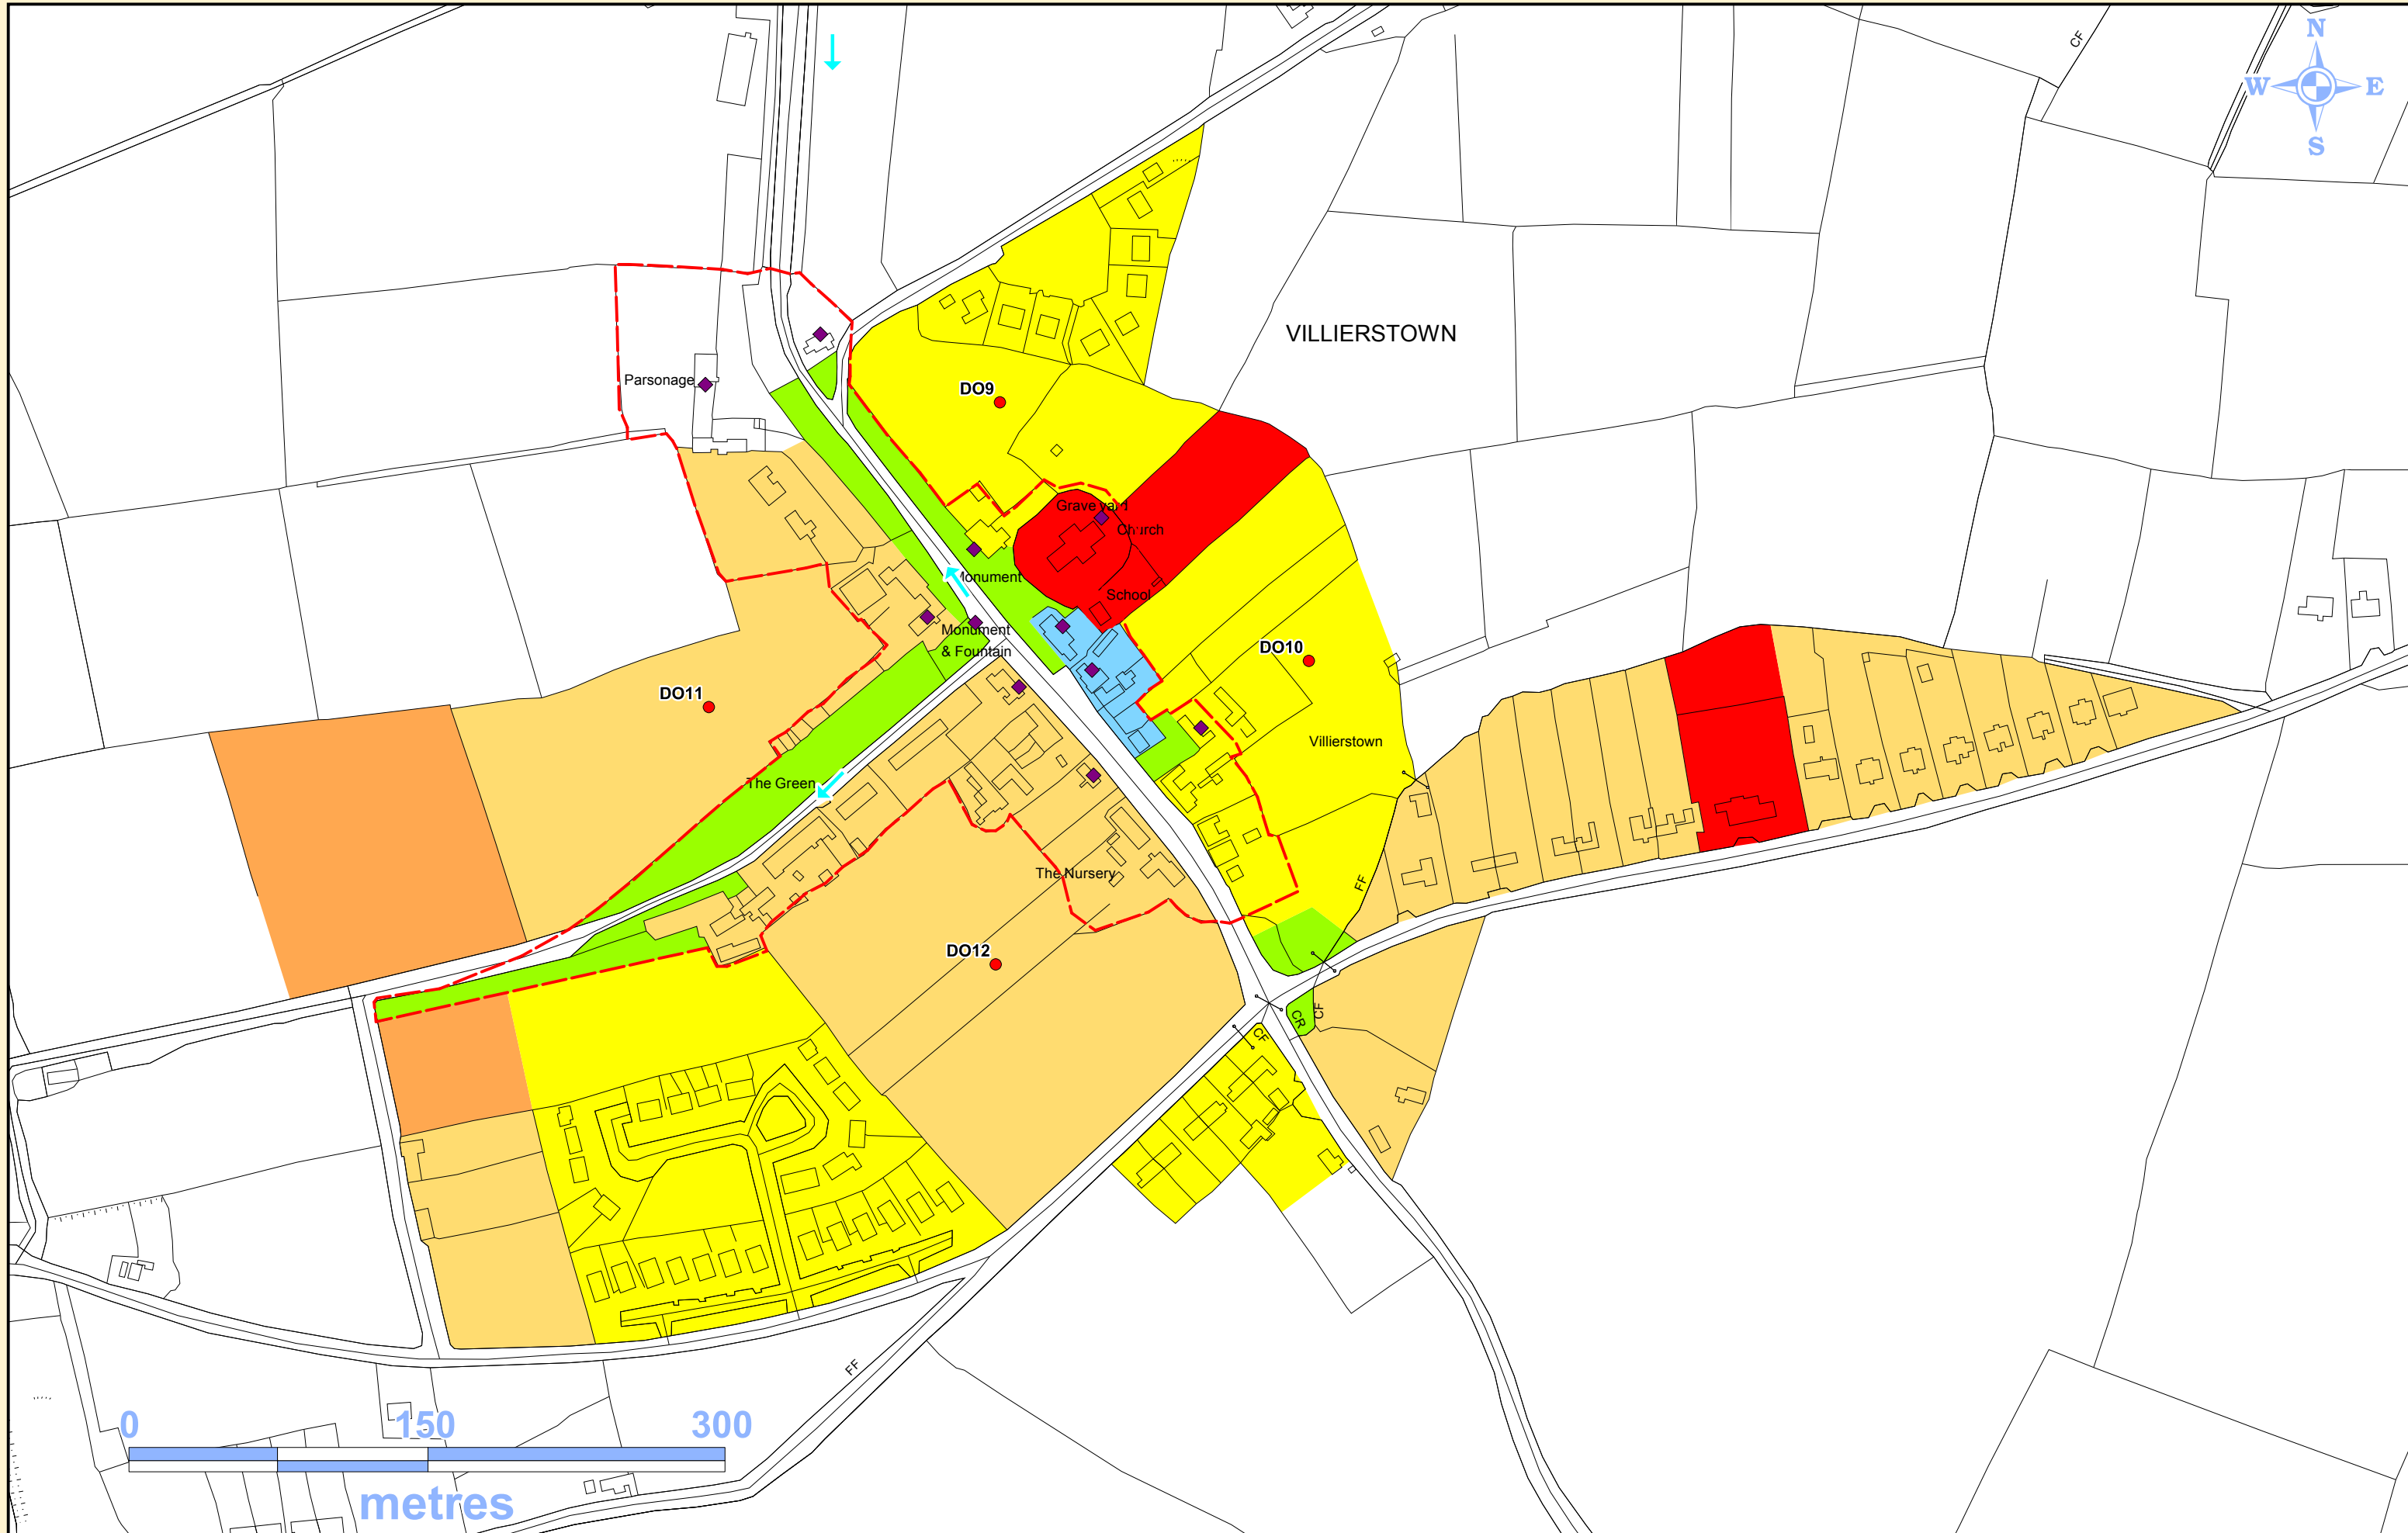 N
W E
S
CF
VILLIERSTOWN
Parsonage
DO9
Grave yard
Church
Monument
School
Monument
& Fountain
DO10
DO11
Villierstown
The Green
The Nursery
FF
DO12
CR
CF
CF
FF
0 150 300
metres